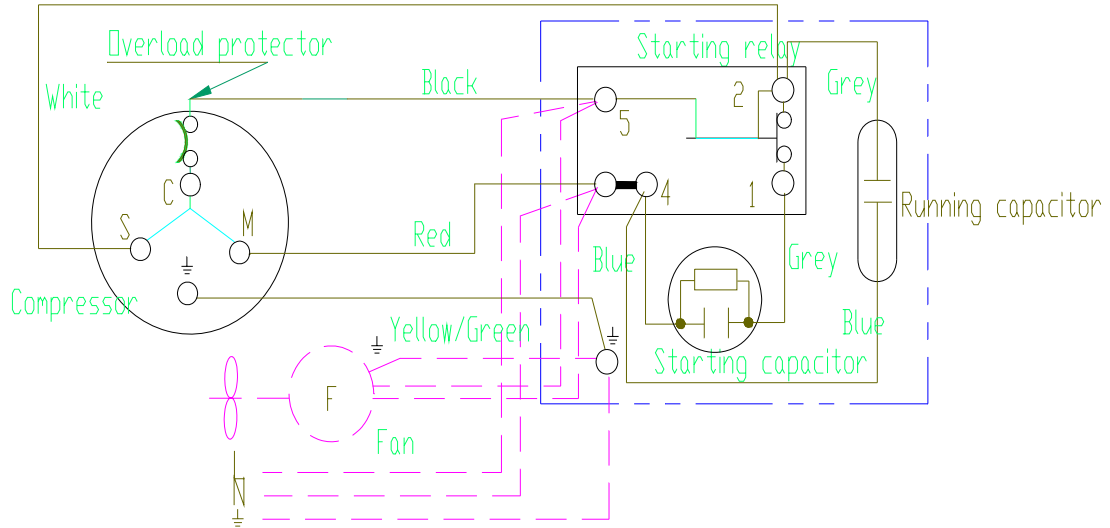 Overload protector
Starting relay
White
Black
Grey
2
5
C
4
1
S
M
Running capacitor
Red
Blue
Grey
Compressor
Yellow/Green
Blue
Starting capacitor
F
Fan
N